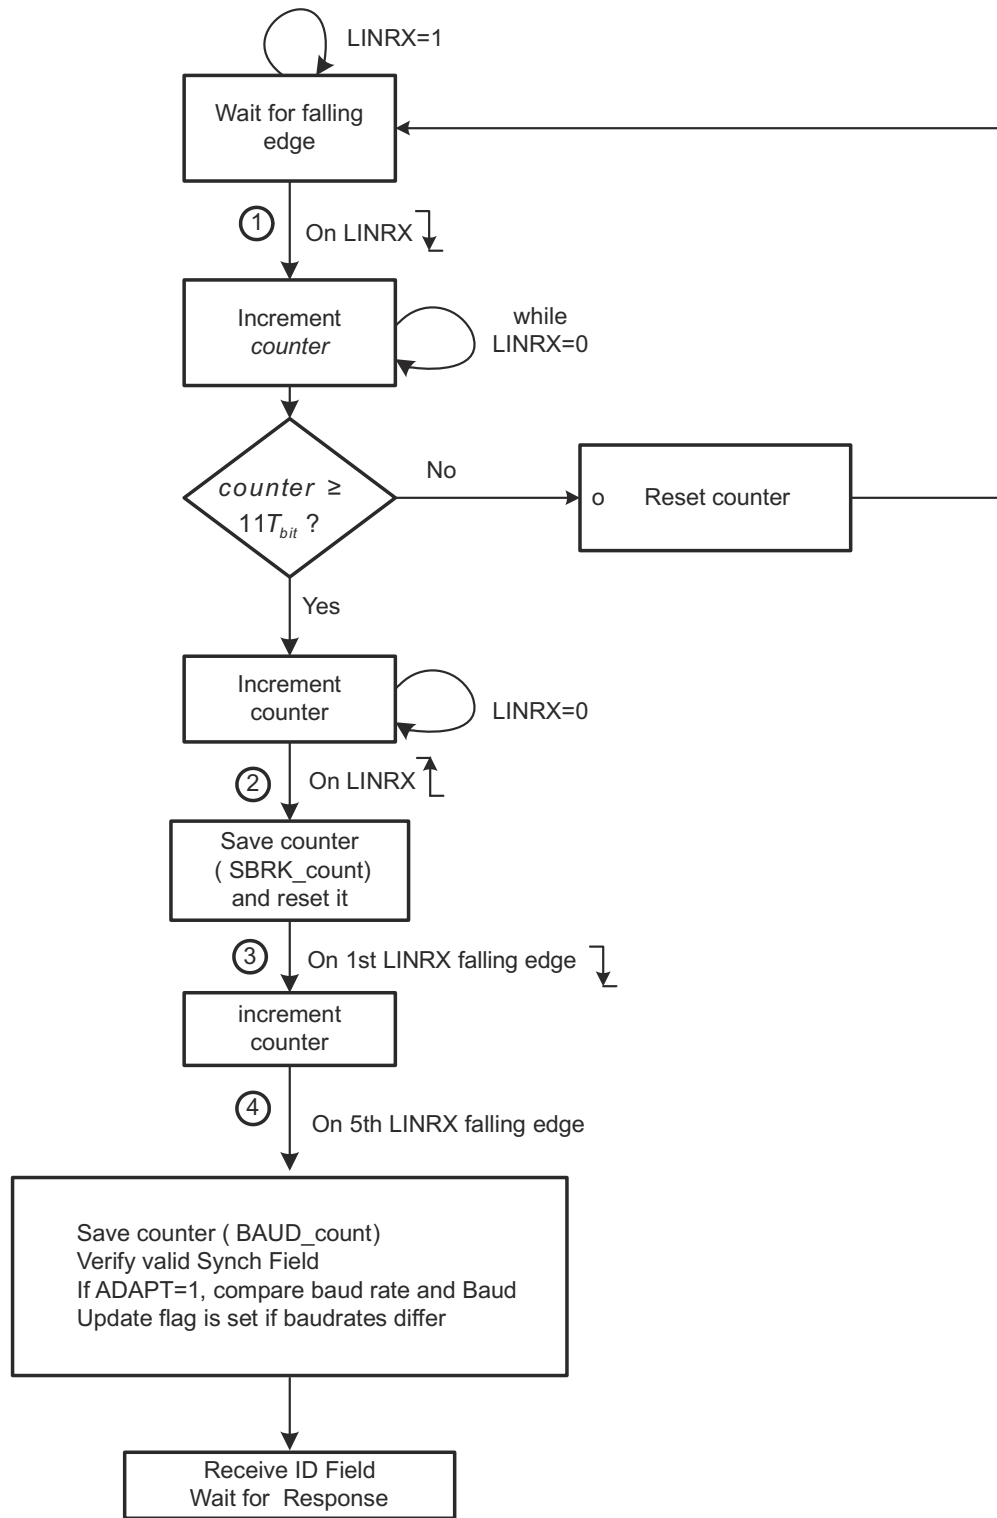 LINRX=1
Wait for falling
edge
1
On LINRX
Increment
counter
while
LINRX=0
counter ≥
11Tbit ?
No
o Reset counter
Yes
Increment
counter
LINRX=0
2
On LINRX
Save counter
( SBRK_count)
and reset it
3
On 1st LINRX falling edge
increment
counter
4
On 5th LINRX falling edge
Save counter ( BAUD_count)
Verify valid Synch Field
If ADAPT=1, compare baud rate and Baud
Update flag is set if baudrates differ
Receive ID Field
Wait for Response